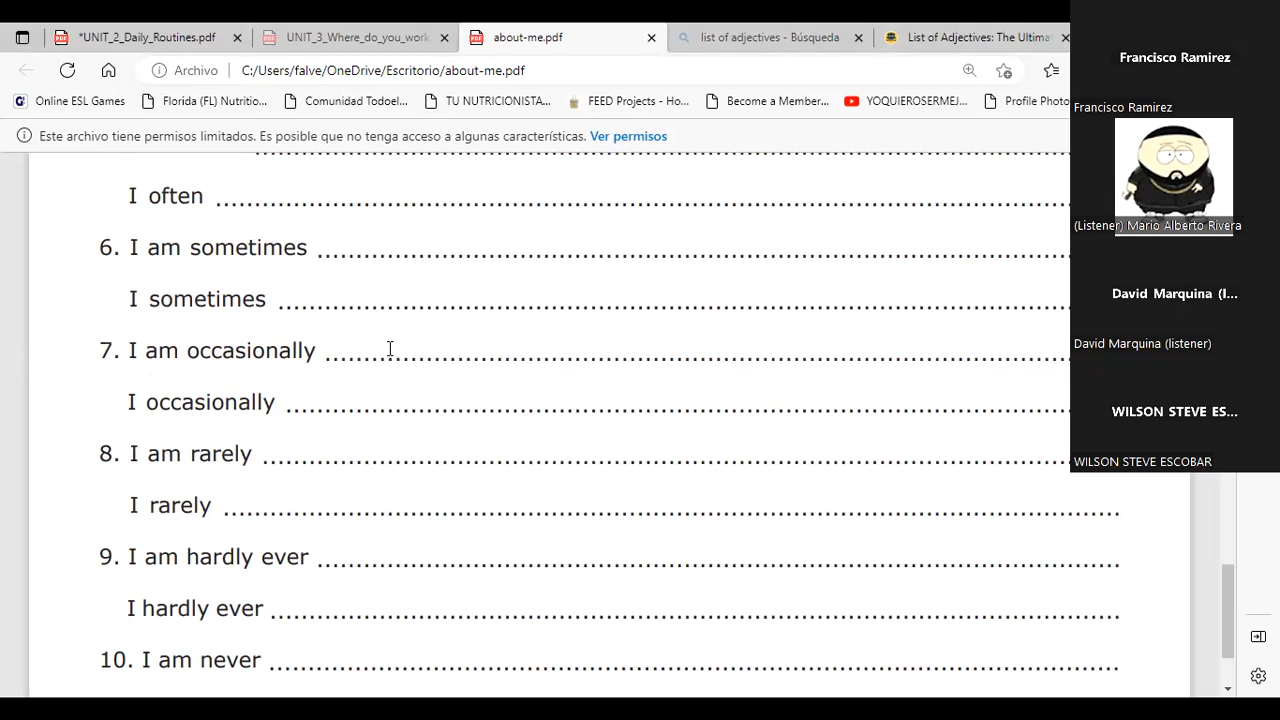 *UNIT_2_Daily_Routines.pdf
UNIT_3_Where_do_you_work
about-me.pdf
list of adjectives - Búsqueda
List of Adjectives: The Ultima
Archivo
C:/Users/falve/OneDrive/Escritorio/about-me.pdf
Online ESL Games
Florida (FL) Nutritio...
Comunidad Todoel...
TU NUTRICIONISTA...
FEED Projects - Ho...
Become a Member...
YOQUIEROSERMEJ...
Profile Photo
Este archivo tiene permisos limitados. Es posible que no tenga acceso a algunas características. Ver permisos
I often ........................................
6. I am sometimes ........................................
I sometimes ........................................
7. I am occasionally ........................................
I occasionally ........................................
8. I am rarely ........................................
I rarely ........................................
9. I am hardly ever ........................................
I hardly ever ........................................
10. I am never ........................................
Francisco Ramirez
Francisco Ramirez
(Listener) Mario Alberto Rivera
David Marquina (l...
David Marquina (listener)
WILSON STEVE ES...
WILSON STEVE ESCOBAR